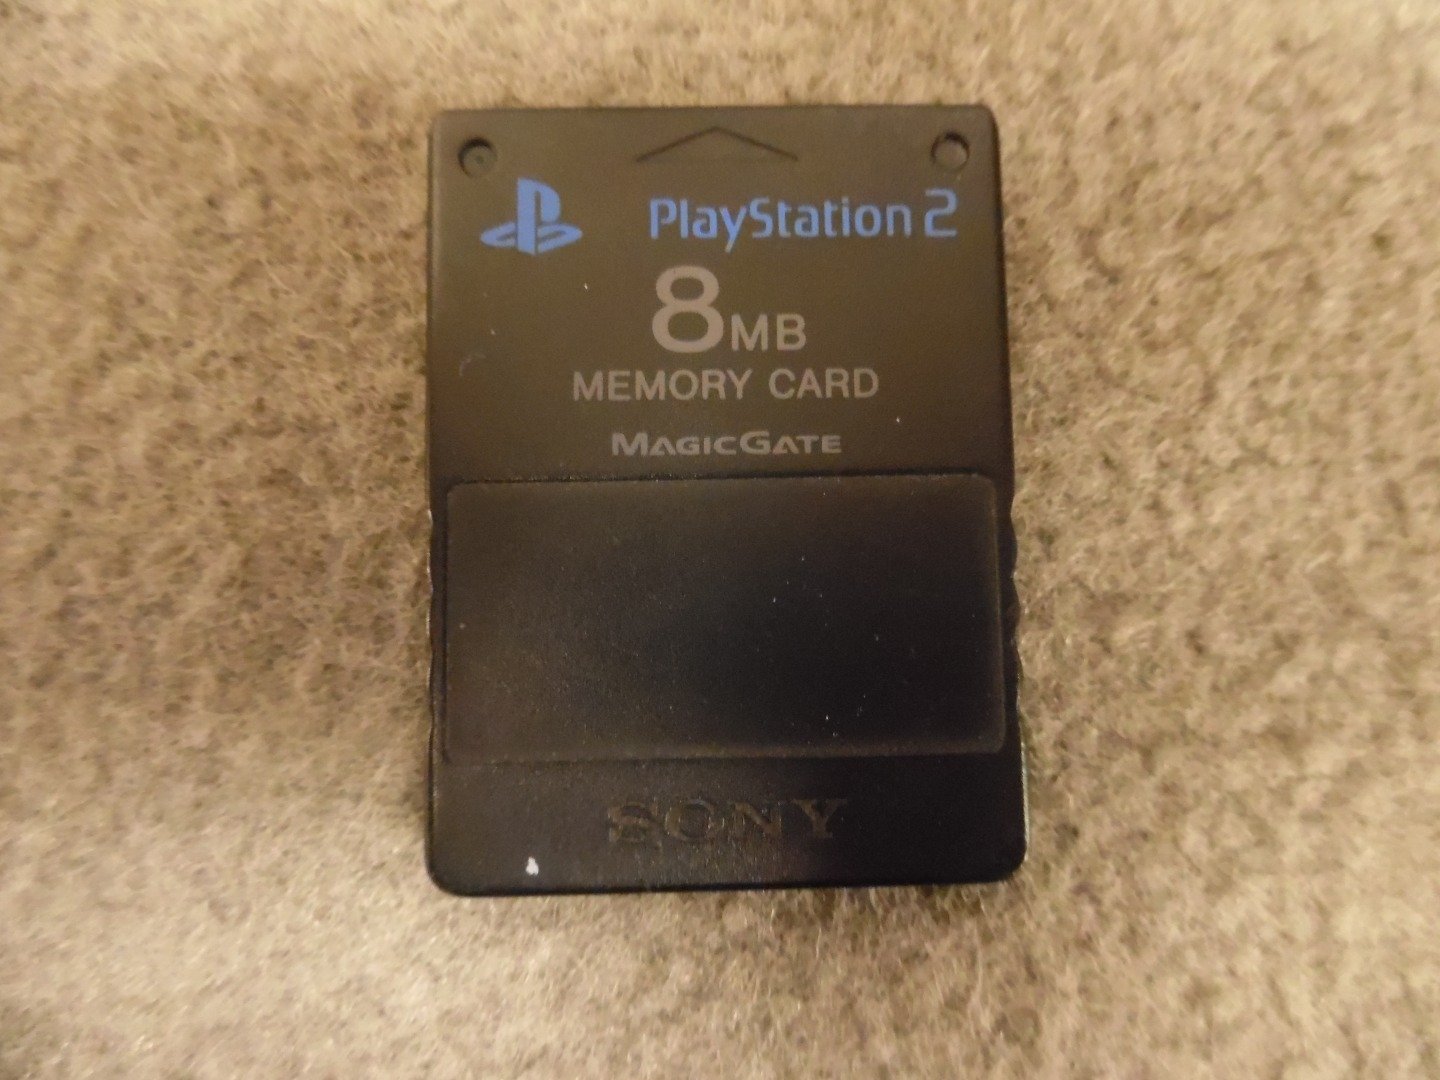 PlayStation 2
8MB
MEMORY CARD
MAGICGATE
SONY